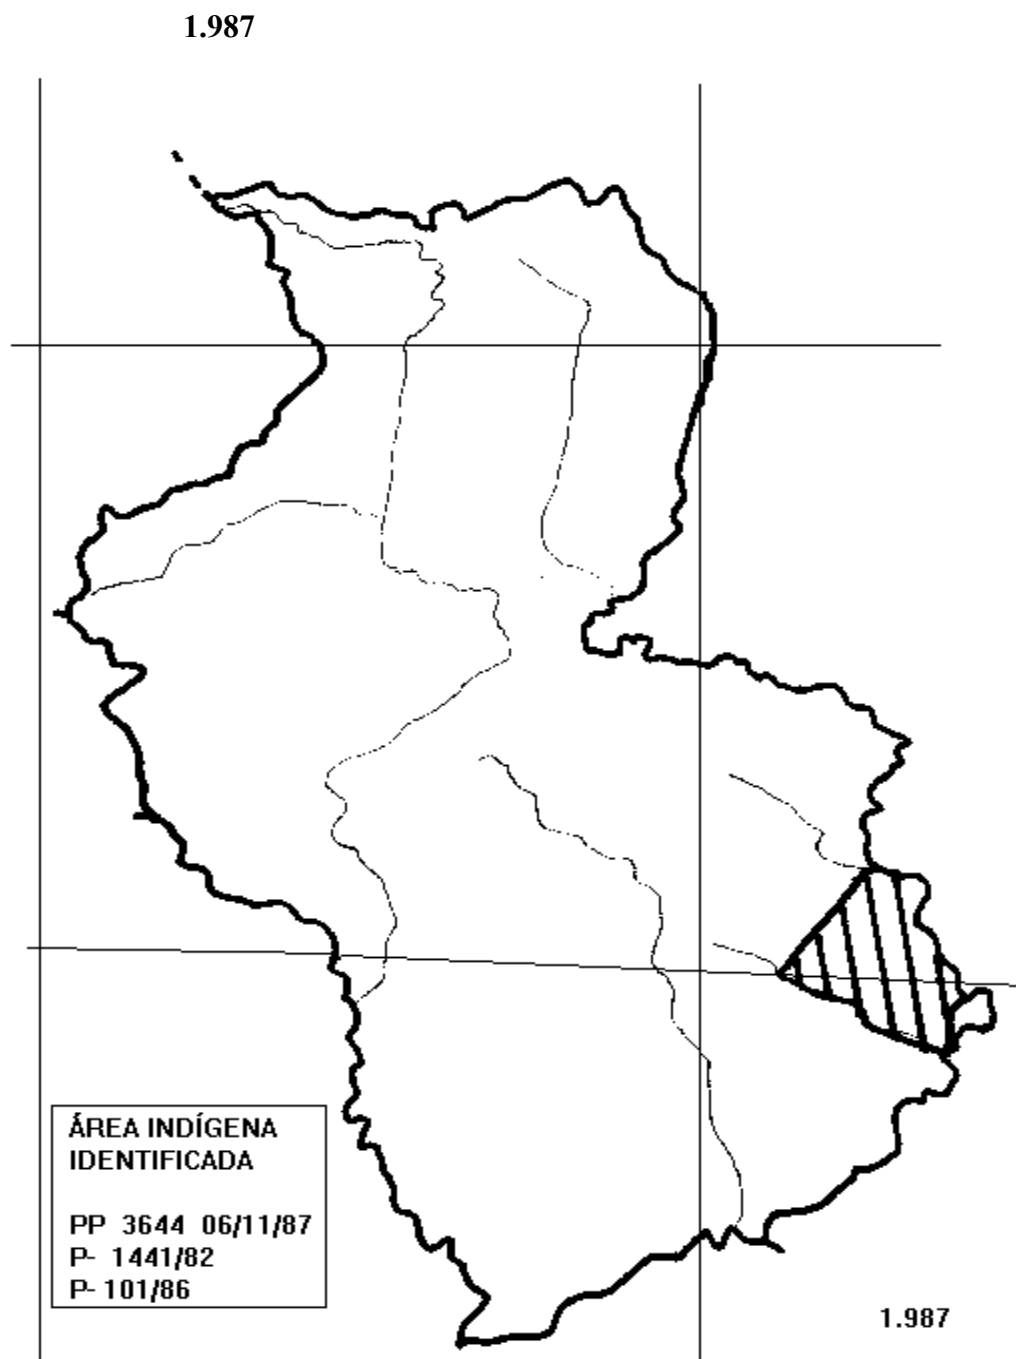 1.987
ÁREA INDÍGENA
IDENTIFICADA
PP 3644 06/11/87
P- 1441/82
P- 101/86
1.987